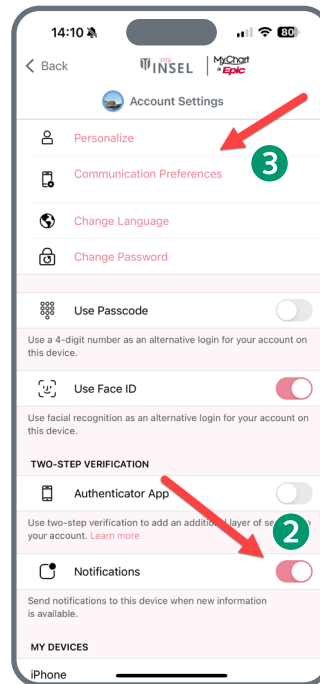 14:10 80
Back my INSEL MyChart by Epic
Account Settings
Personalize
Communication Preferences
3
Change Language
Change Password
Use Passcode
Use a 4-digit number as an alternative login for your account on
this device.
Use Face ID
Use facial recognition as an alternative login for your account on
this device.
TWO-STEP VERIFICATION
Authenticator App
Use two-step verification to add an additional layer of
your account. Learn more
2
Notifications
Send notifications to this device when new information
is available.
MY DEVICES
iPhone